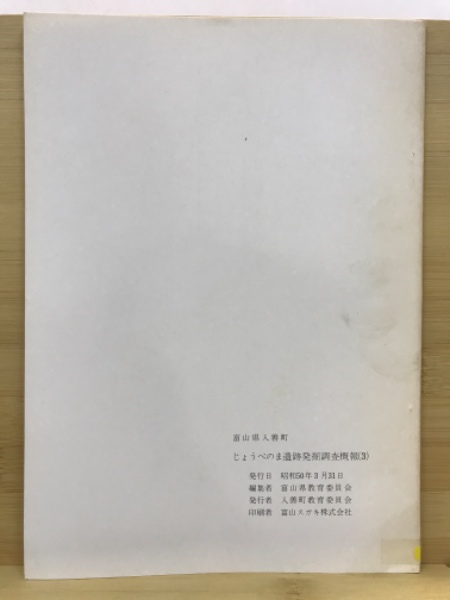 富山県入善町
じょうべのま遺跡発掘調査概報(3)
発行日　昭和50年3月31日
編集者　富山県教育委員会
発行者　入善町教育委員会
印刷者　富山スガキ株式会社